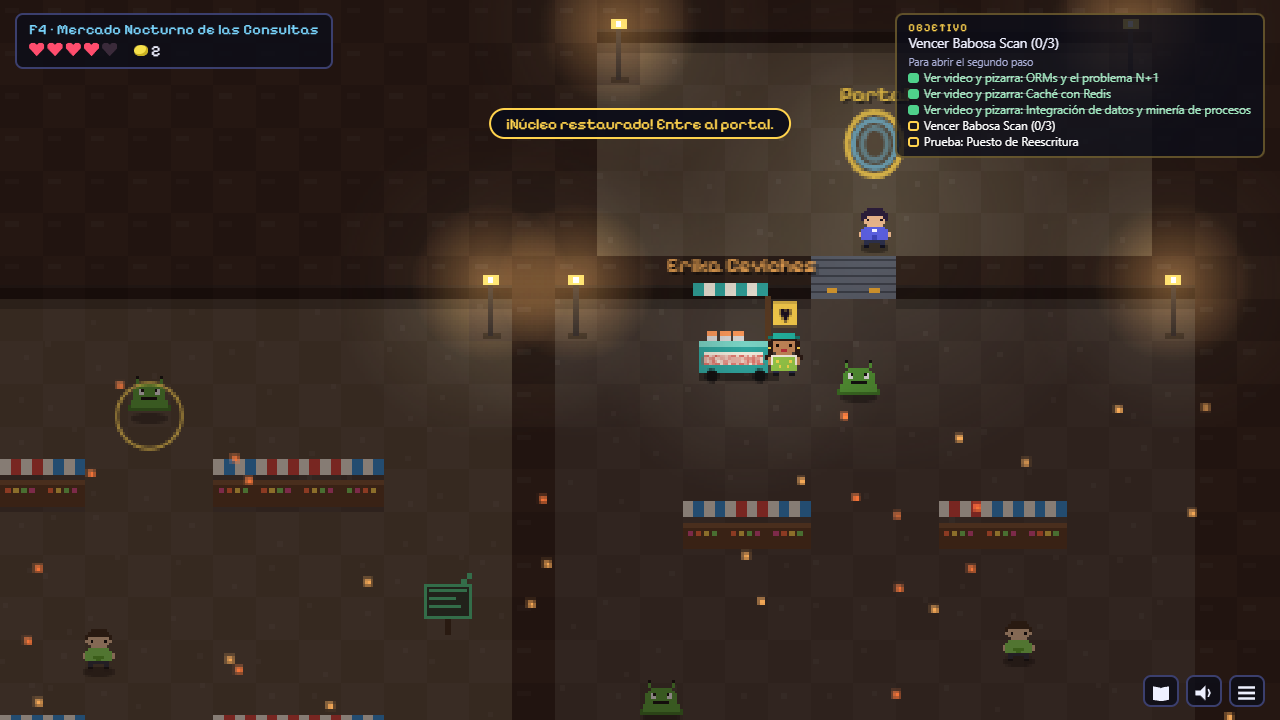 F4 · Mercado Nocturno de las Consultas
2
OBJETIVO
Vencer Babosa Scan (0/3)
Para abrir el segundo paso
Ver video y pizarra: ORMs y el problema N+1
Ver video y pizarra: Caché con Redis
Ver video y pizarra: Integración de datos y minería de procesos
Vencer Babosa Scan (0/3)
Prueba: Puesto de Reescritura
¡Núcleo restaurado! Entre al portal.
Erika Ceviches